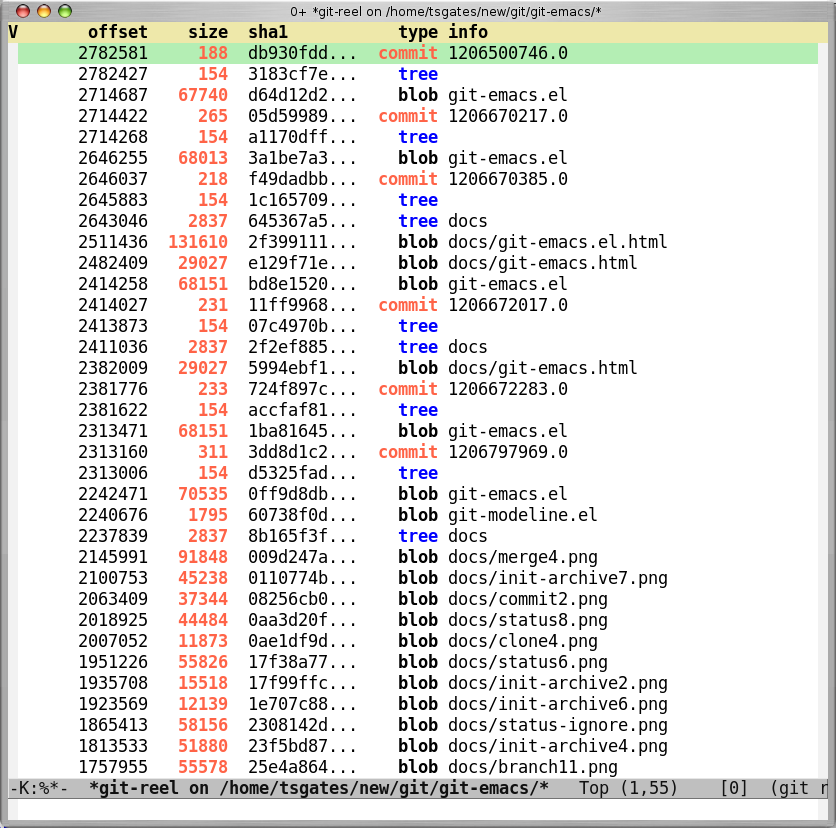 0+ *git-reel on /home/tsgates/new/git/git-emacs/*
V offset size sha1 type info
2782581 188 db930fdd... commit 1206500746.0
2782427 154 3183cf7e... tree
2714687 67740 d64d12d2... blob git-emacs.el
2714422 265 05d59989... commit 1206670217.0
2714268 154 a1170dff... tree
2646255 68013 3a1be7a3... blob git-emacs.el
2646037 218 f49dadbb... commit 1206670385.0
2645883 154 1c165709... tree
2643046 2837 645367a5... tree docs
2511436 131610 2f399111... blob docs/git-emacs.el.html
2482409 29027 e129f71e... blob docs/git-emacs.html
2414258 68151 bd8e1520... blob git-emacs.el
2414027 231 11ff9968... commit 1206672017.0
2413873 154 07c4970b... tree
2411036 2837 2f2ef885... tree docs
2382009 29027 5994ebf1... blob docs/git-emacs.html
2381776 233 724f897c... commit 1206672283.0
2381622 154 accfaf81... tree
2313471 68151 1ba81645... blob git-emacs.el
2313160 311 3dd8d1c2... commit 1206797969.0
2313006 154 d5325fad... tree
2242471 70535 0ff9d8db... blob git-emacs.el
2240676 1795 60738f0d... blob git-modeline.el
2237839 2837 8b165f3f... tree docs
2145991 91848 009d247a... blob docs/merge4.png
2100753 45238 0110774b... blob docs/init-archive7.png
2063409 37344 08256cb0... blob docs/commit2.png
2018925 44484 0aa3d20f... blob docs/status8.png
2007052 11873 0ae1df9d... blob docs/clone4.png
1951226 55826 17f38a77... blob docs/status6.png
1935708 15518 17f99ffc... blob docs/init-archive2.png
1923569 12139 1e707c88... blob docs/init-archive6.png
1865413 58156 2308142d... blob docs/status-ignore.png
1813533 51880 23f5bd87... blob docs/init-archive4.png
1757955 55578 25e4a864... blob docs/branch11.png
-K:%*- *git-reel on /home/tsgates/new/git/git-emacs/* Top (1,55) [0] (git r